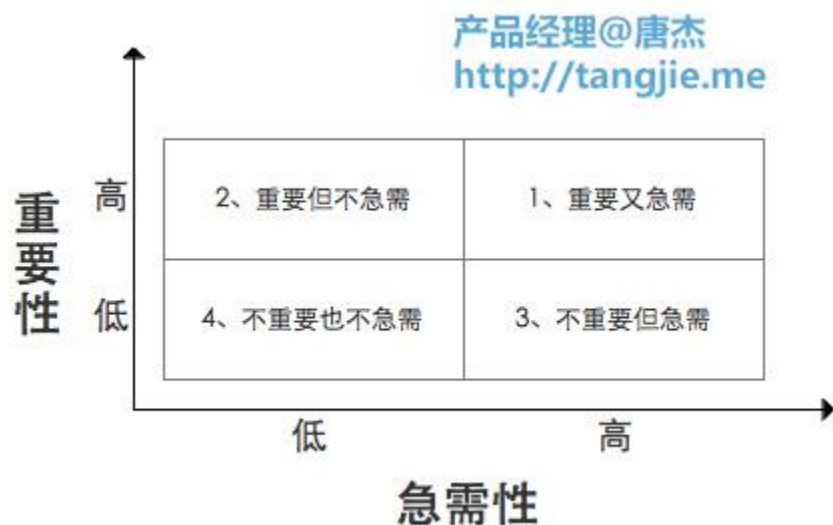 产品经理@唐杰
http://tangjie.me
重要性
高
2、重要但不急需
1、重要又急需
低
4、不重要也不急需
3、不重要但急需
低
高
急需性